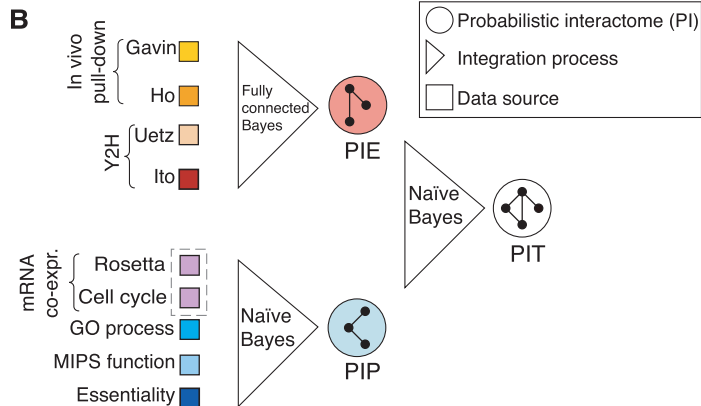 B
In vivo
pull-down
Gavin
Ho
Y2H
Uetz
Ito
Fully
connected
Bayes
PIE
Probabilistic interactome (PI)
Integration process
Data source
Naïve
Bayes
PIT
mRNA
co-expr.
Rosetta
Cell cycle
GO process
MIPS function
Essentiality
Naïve
Bayes
PIP